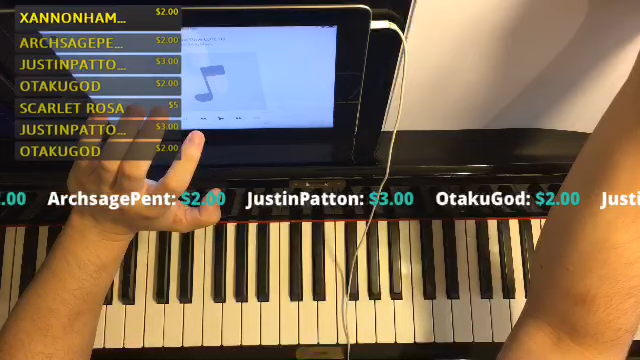 XANNONHAM... $2.00
ARCHSAGEPE... $2.00
JUSTINPATTO... $3.00
OTAKUGOD $2.00
SCARLET ROSA $5
JUSTINPATTO... $3.00
OTAKUGOD $2.00
.00 ArchsagePent: $2.00 JustinPatton: $3.00 OtakuGod: $2.00 Justi